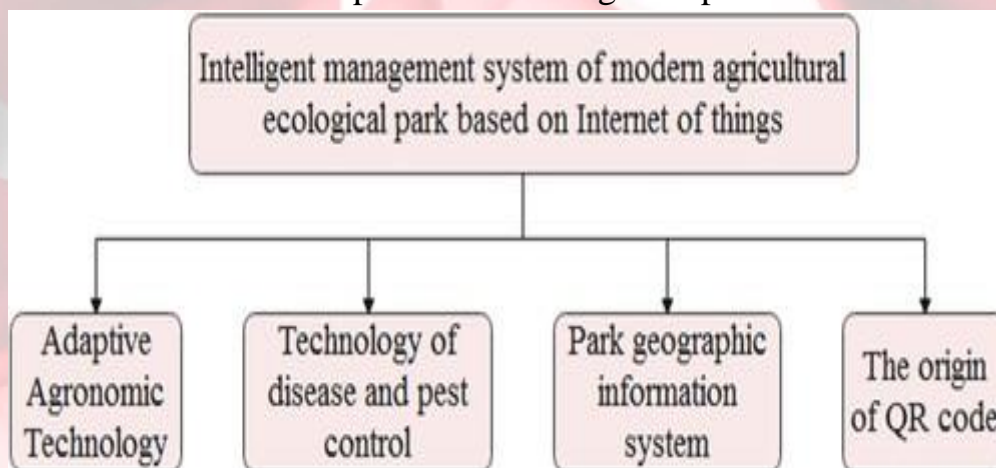 Intelligent management system of modern agricultural
ecological park based on Internet of things
Adaptive
Agronomic
Technology
Technology of
disease and pest
control
Park geographic
information
system
The origin
of QR code